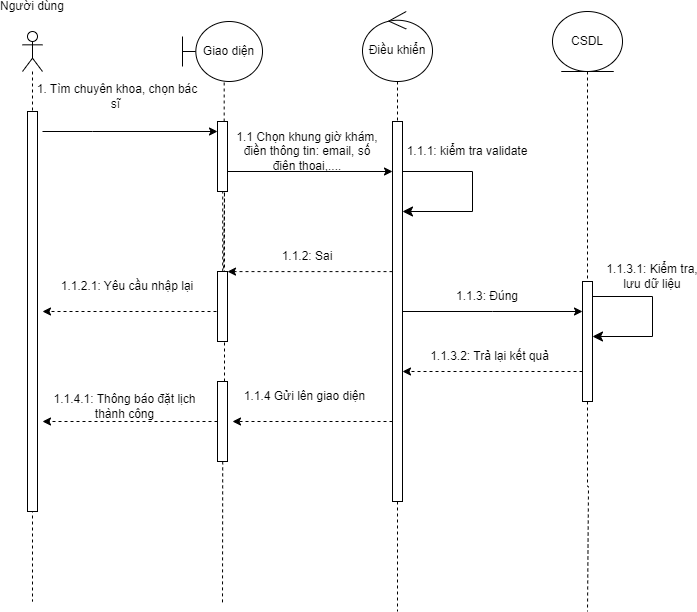 Người dùng
Giao diện
Điều khiển
CSDL
1. Tìm chuyên khoa, chọn bác
sĩ
1.1 Chọn khung giờ khám,
điền thông tin: email, số
điên thoai,....
1.1.1: kiểm tra validate
1.1.2: Sai
1.1.2.1: Yêu cầu nhập lại
1.1.3: Đúng
1.1.3.1: Kiểm tra,
lưu dữ liệu
1.1.3.2: Trả lại kết quả
1.1.4 Gửi lên giao diện
1.1.4.1: Thông báo đặt lịch
thành công